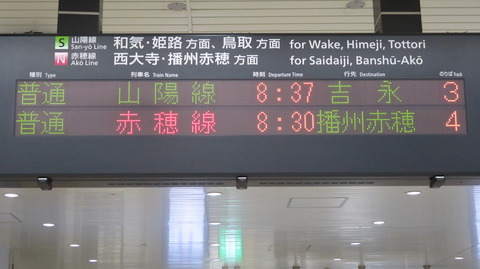 S 山陽線 San-yō Line 和気・姫路方面、鳥取方面 for Wake, Himeji, Tottori
N 赤穂線 Akō Line 西大寺・播州赤穂方面 for Saidaiji, Banshū-Akō
種別 Type 列車名 Train Name 時刻 Departure Time 行先 Destination のりば Track
普通 山陽線 8:37 吉永 3
普通 赤穂線 8:30 播州赤穂 4